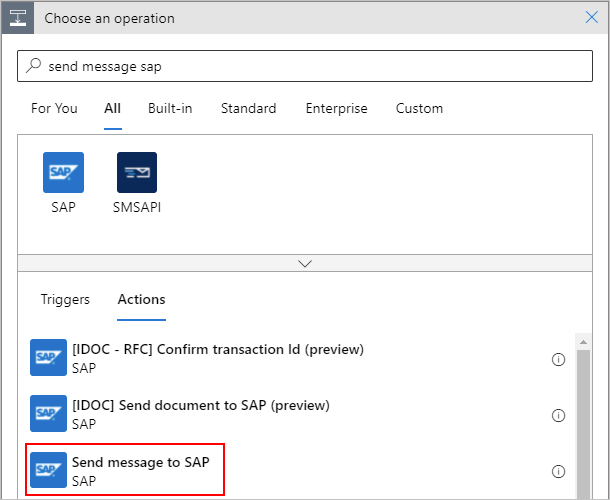 Choose an operation
send message sap
For You All Built-in Standard Enterprise Custom
SAP SAP
SAP SMSAPI
Triggers Actions
SAP [IDOC - RFC] Confirm transaction Id (preview)
SAP
SAP [IDOC] Send document to SAP (preview)
SAP
SAP Send message to SAP
SAP